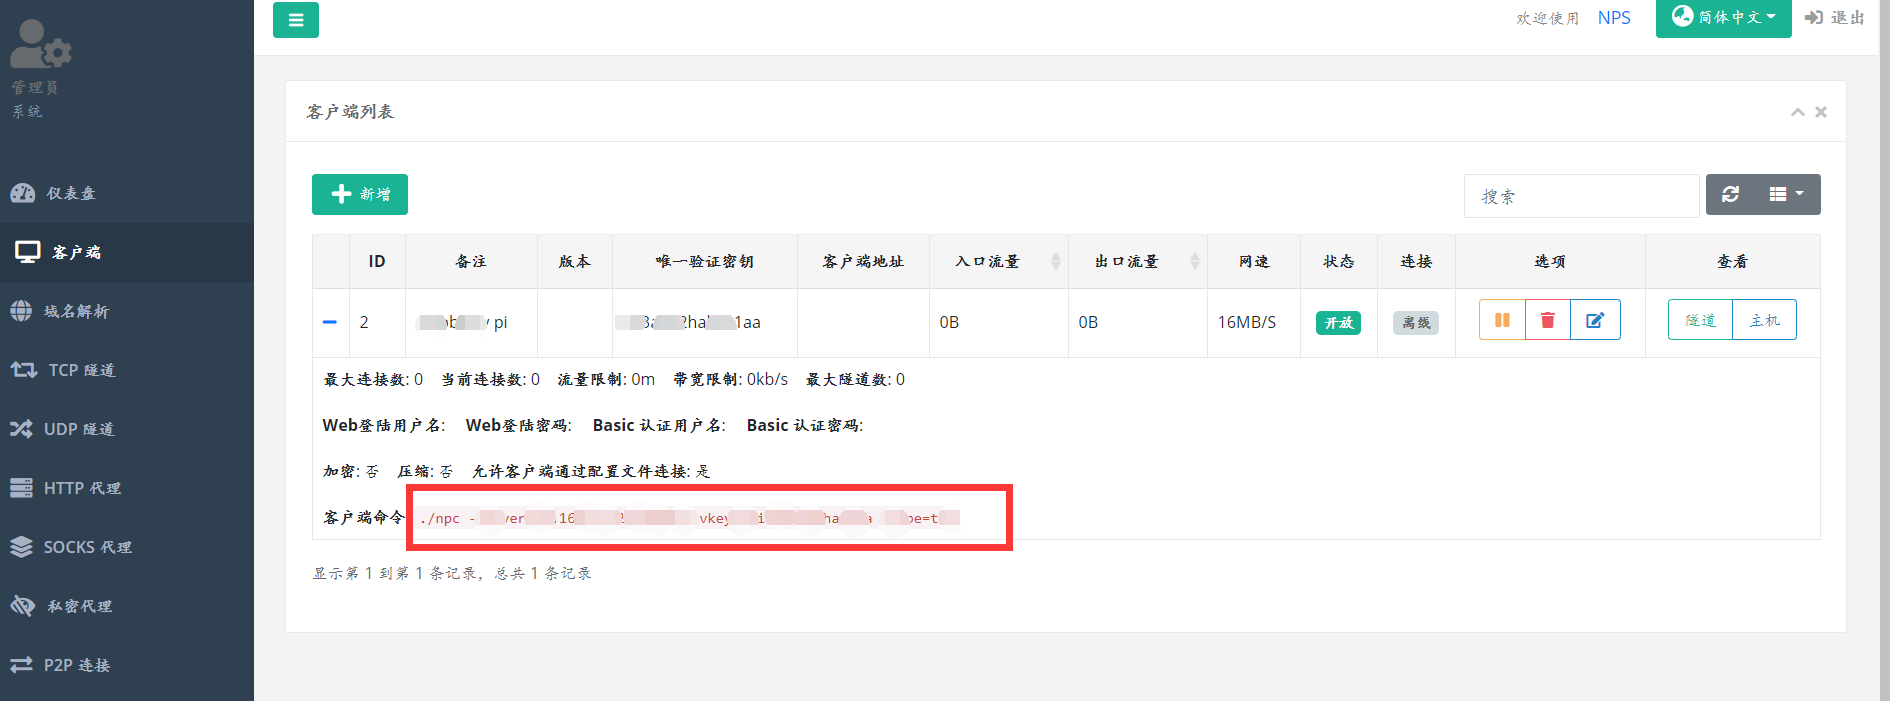 管理员
系统
仪表盘
客户端
域名解析
TCP 隧道
UDP 隧道
HTTP 代理
SOCKS 代理
私密代理
P2P 连接
欢迎使用 NPS 简体中文 退出
客户端列表
新增
搜索
ID 备注 版本 唯一验证密钥 客户端地址 入口流量 出口流量 网速 状态 连接 选项 查看
2 pi 1aa 0B 0B 16MB/S 开放 离线 隧道 主机
最大连接数: 0 当前连接数: 0 流量限制: 0m 带宽限制: 0kb/s 最大隧道数: 0
Web登陆用户名: Web登陆密码: Basic 认证用户名: Basic 认证密码:
加密: 否 压缩: 否 允许客户端通过配置文件连接: 是
客户端命令 ./npc -
显示第 1 到第 1 条记录，总共 1 条记录